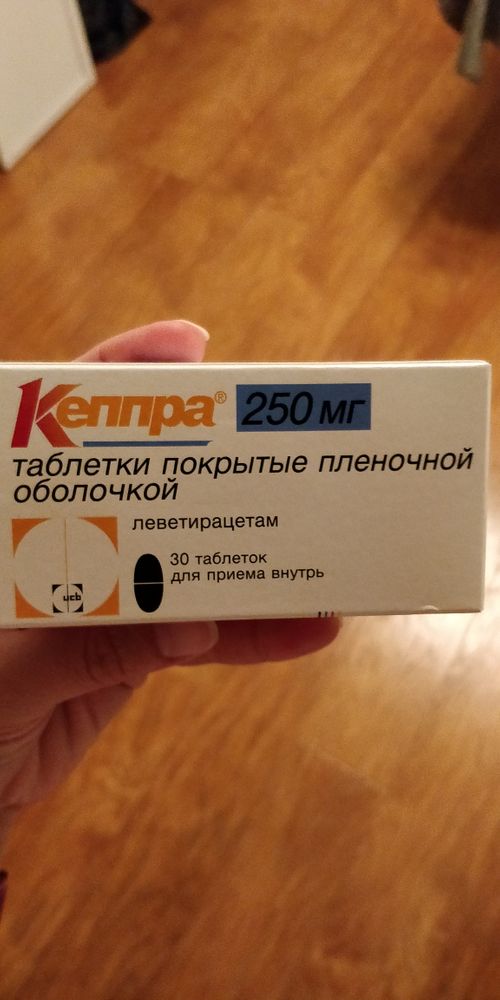 Кеппра® 250 мг
таблетки покрытые пленочной
оболочкой
леветирацетам
30 таблеток
для приема внутрь
ucb